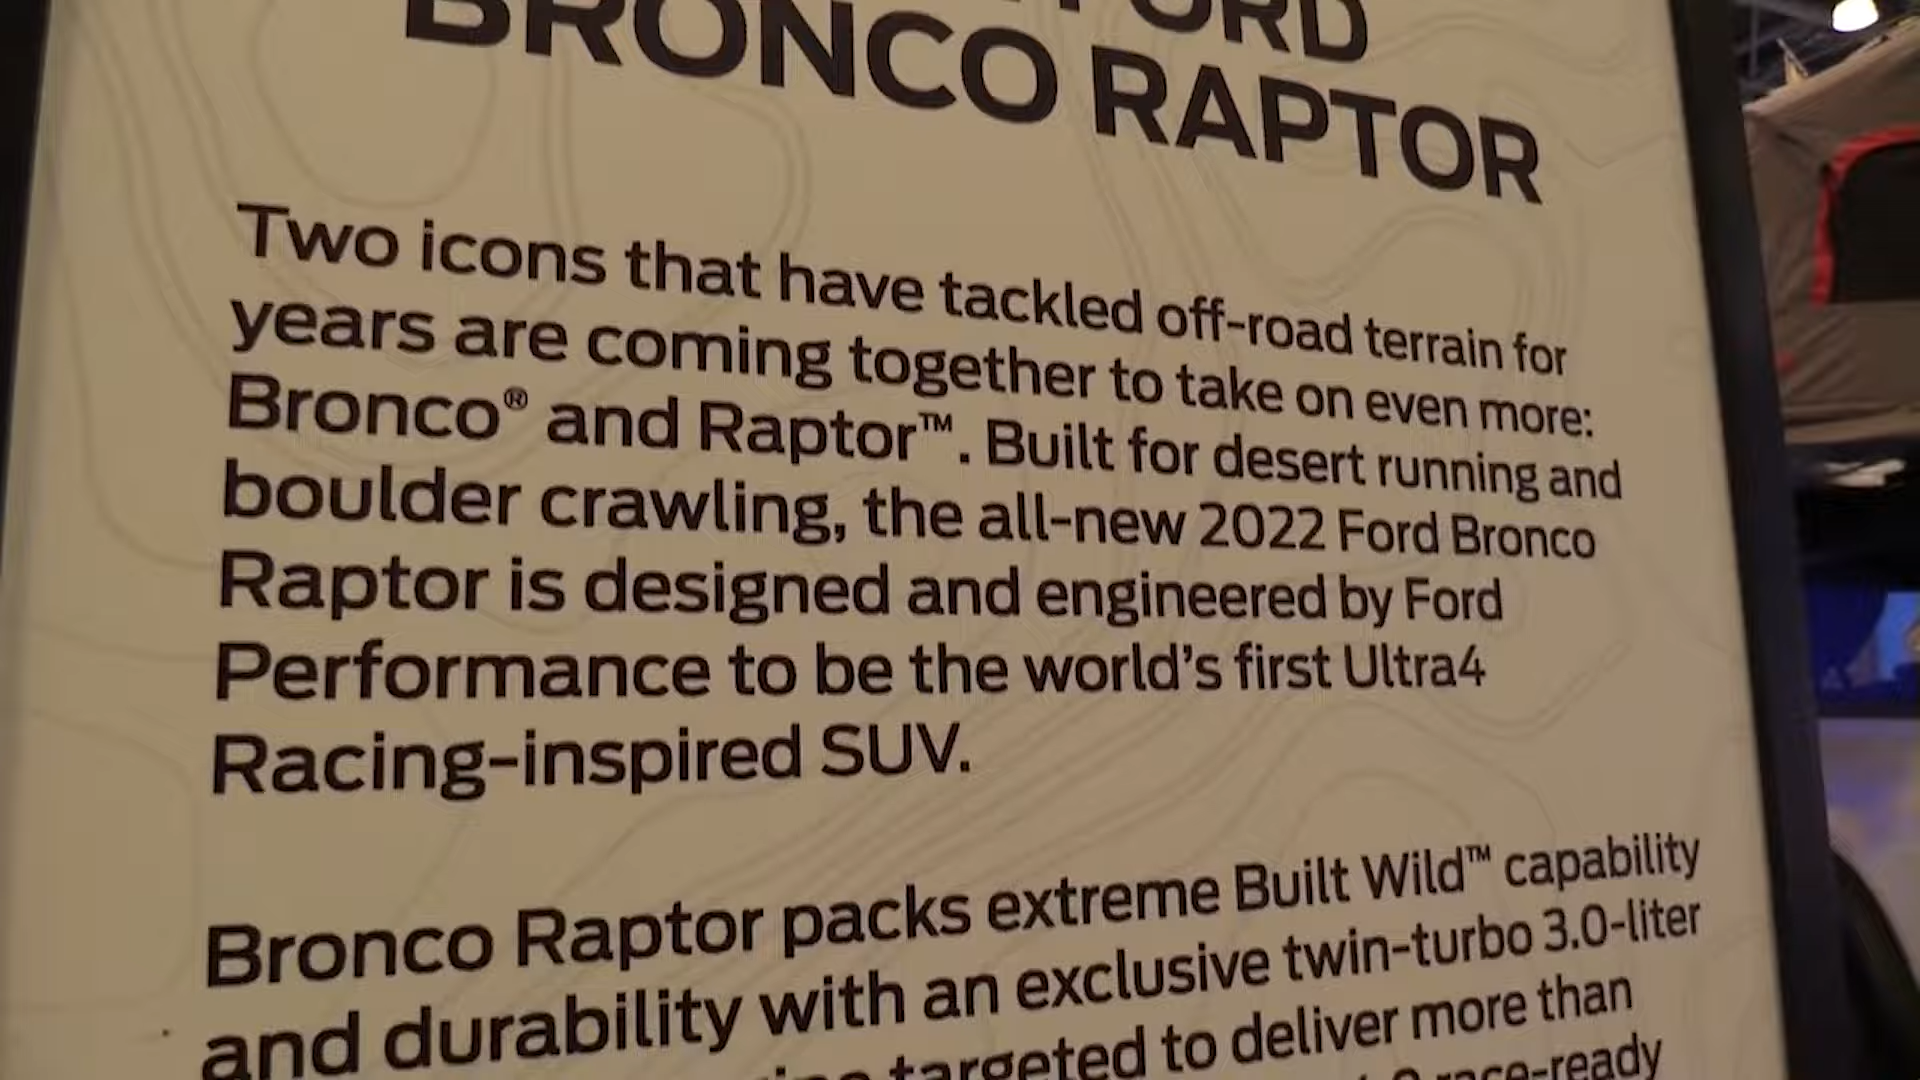 FORD
BRONCO RAPTOR
Two icons that have tackled off-road terrain for
years are coming together to take on even more:
Bronco® and Raptor™. Built for desert running and
boulder crawling, the all-new 2022 Ford Bronco
Raptor is designed and engineered by Ford
Performance to be the world's first Ultra4
Racing-inspired SUV.
Bronco Raptor packs extreme Built Wild™ capability
and durability with an exclusive twin-turbo 3.0-liter
targeted to deliver more than
race-ready